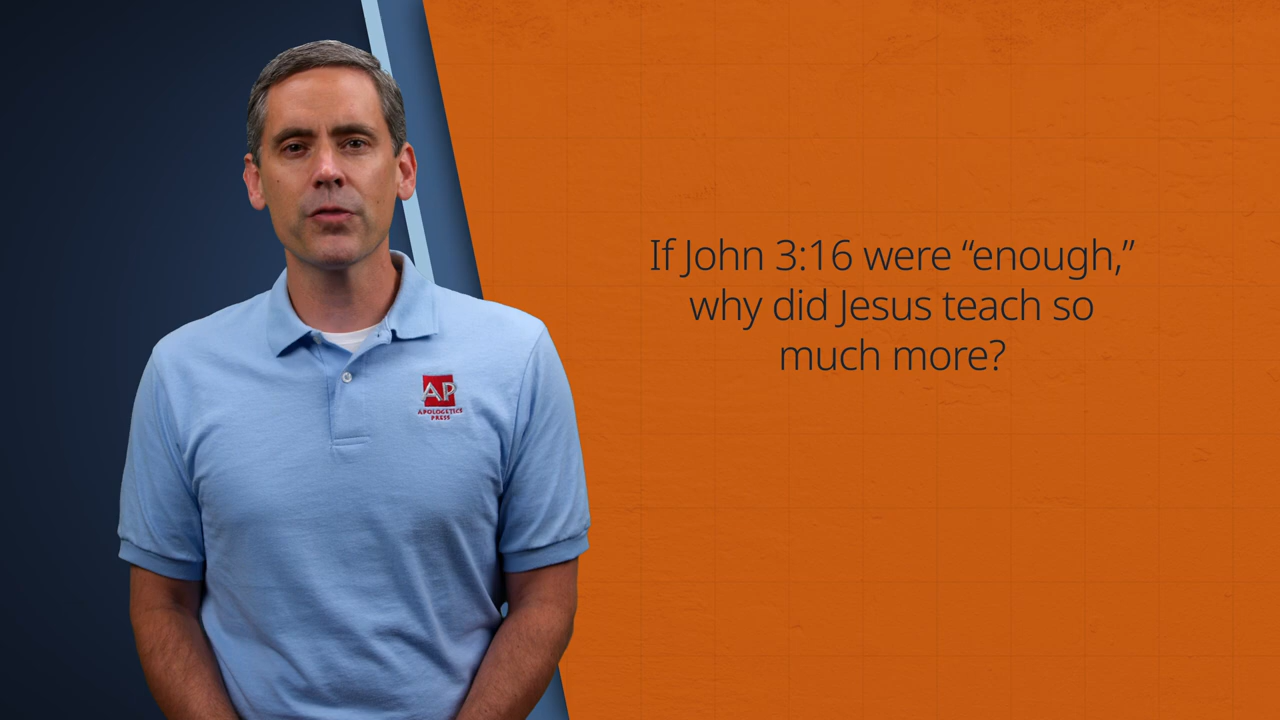 If John 3:16 were “enough,”
why did Jesus teach so
much more?
AP
APOLOGETICS
PRESS